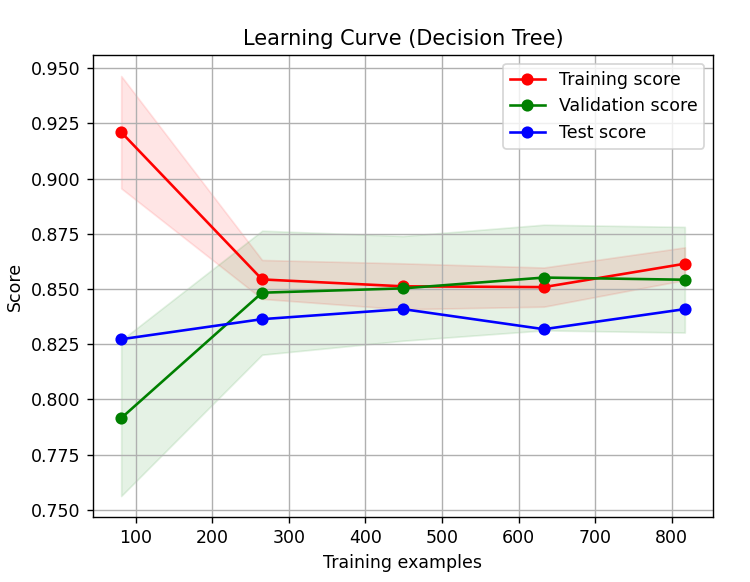 Learning Curve (Decision Tree)
0.950
0.925
0.900
0.875
0.850
0.825
0.800
0.775
0.750
Score
Training score
Validation score
Test score
100 200 300 400 500 600 700 800
Training examples